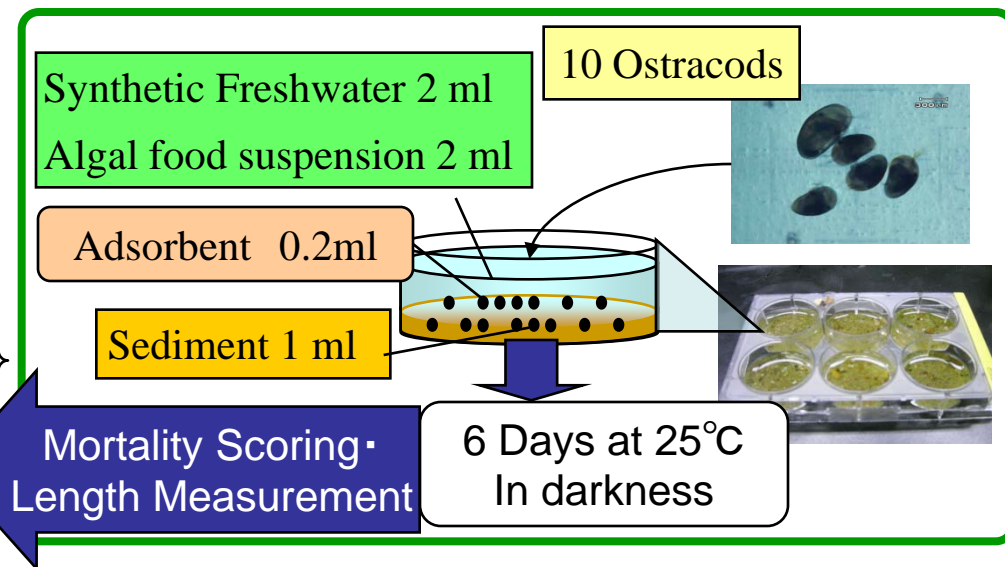 10 Ostracods
Synthetic Freshwater 2 ml
Algal food suspension 2 ml
Adsorbent 0.2ml
Sediment 1 ml
6 Days at 25℃
In darkness
Mortality Scoring・
Length Measurement